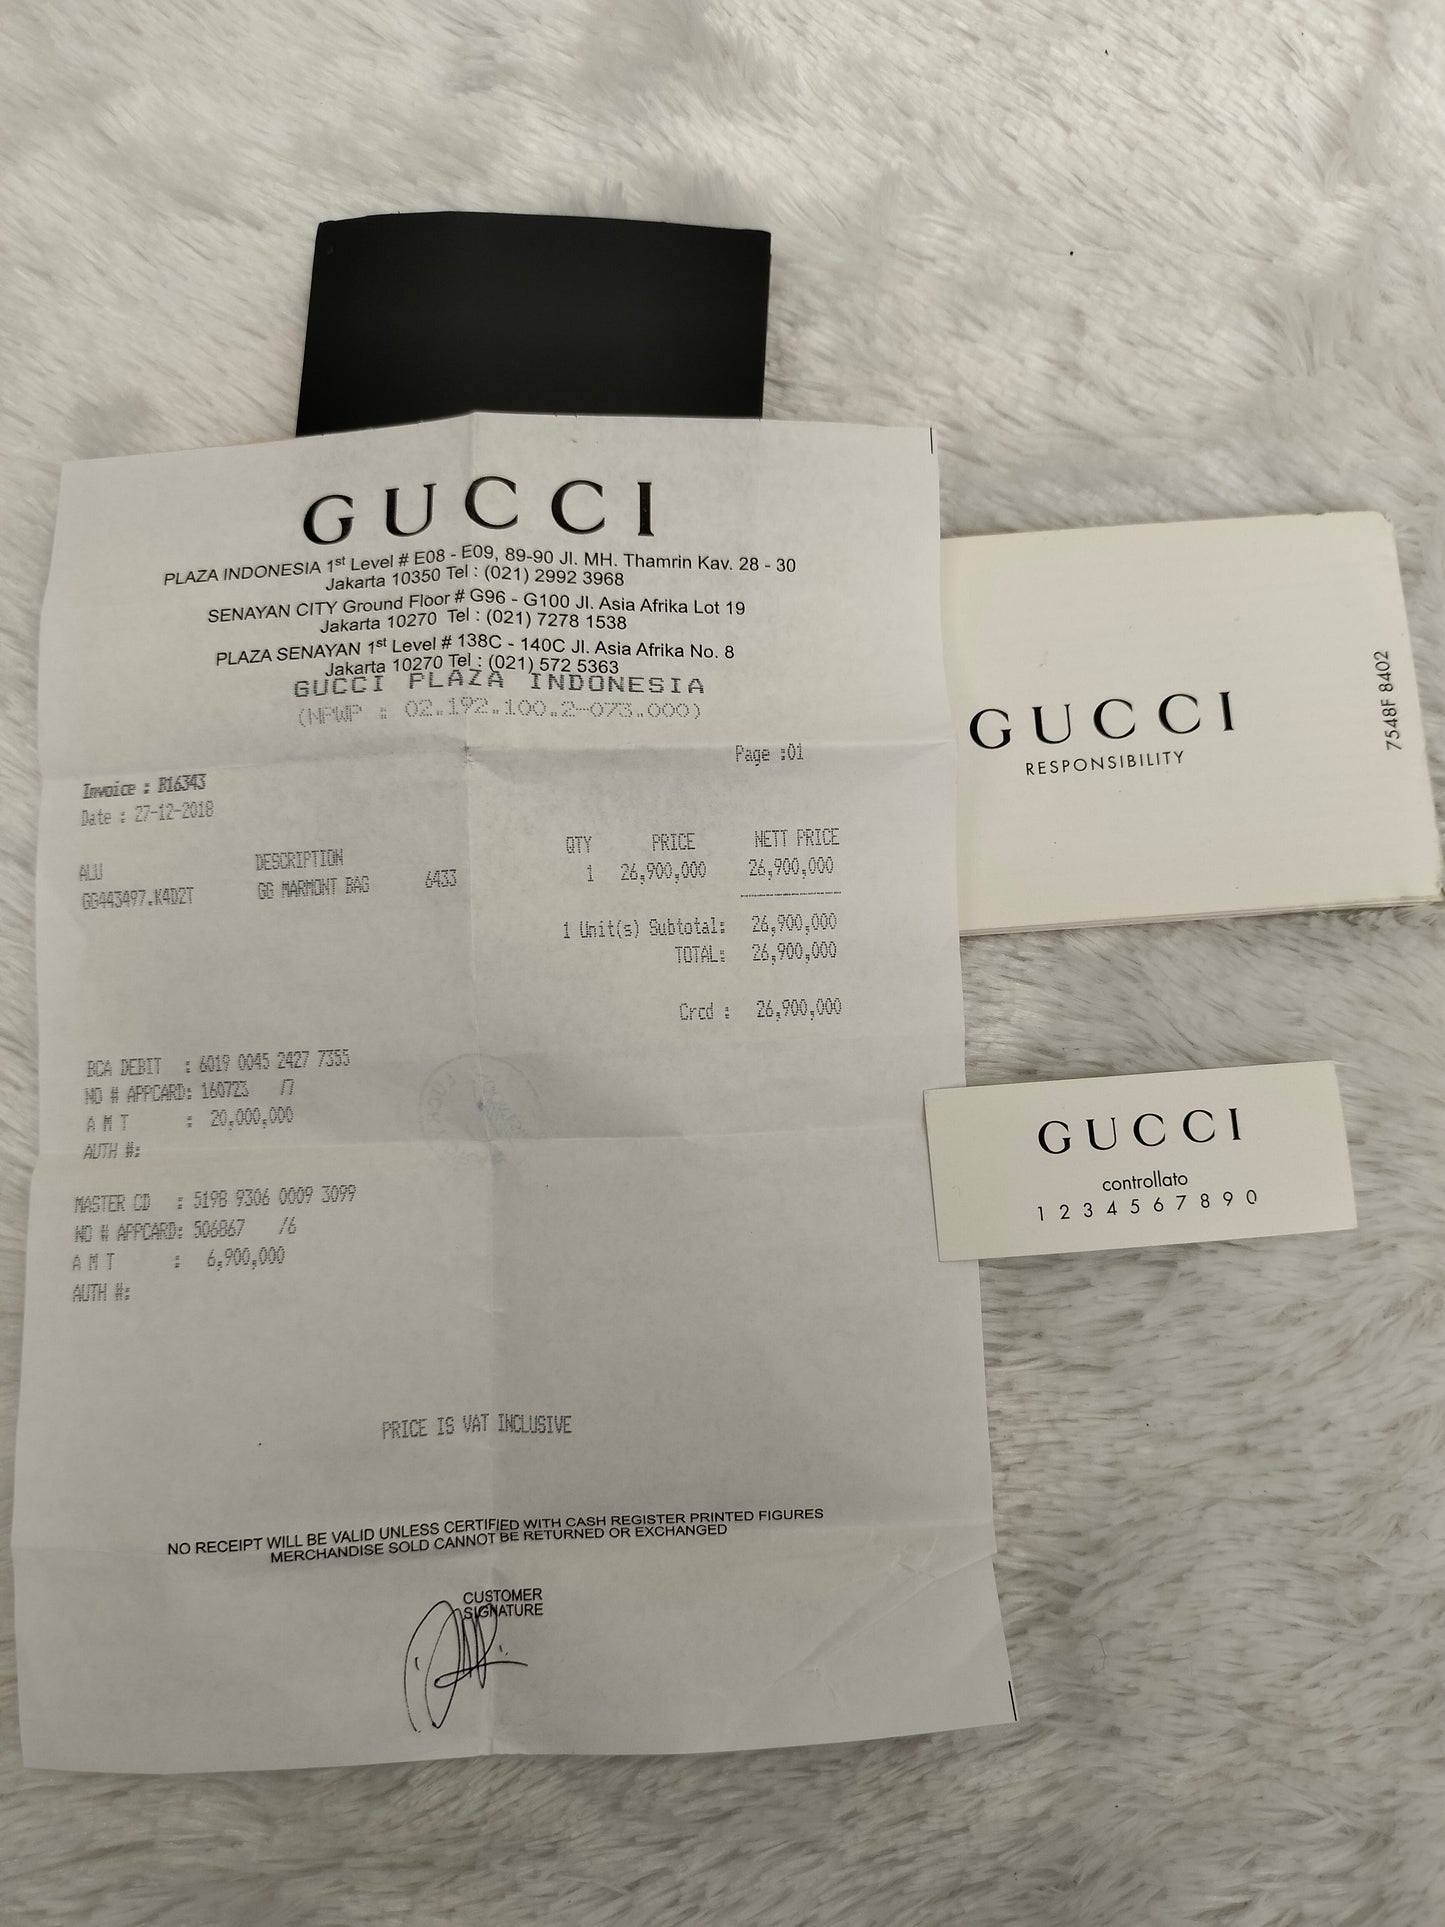 GUCCI
PLAZA INDONESIA 1st Level # E08 - E09, 89-90 Jl. MH. Thamrin Kav. 28 - 30
Jakarta 10350 Tel : (021) 2992 3968
SENAYAN CITY Ground Floor # G96 - G100 Jl. Asia Afrika Lot 19
Jakarta 10270 Tel : (021) 7278 1538
PLAZA SENAYAN 1st Level # 138C - 140C Jl. Asia Afrika No. 8
Jakarta 10270 Tel : (021) 572 5363
GUCCI PLAZA INDONESIA
(NPWP : 02.192.100.2-073.000)
Page :01
Invoice : R16343
Date : 27-12-2018
ALU DESCRIPTION QTY PRICE NETT PRICE
GG443497.K4D2T GG MARMONT BAG 6433 1 26,900,000 26,900,000
1 Unit(s) Subtotal: 26,900,000
TOTAL: 26,900,000
Crcd : 26,900,000
BCA DEBIT : 6019 0045 2427 7355
NO # APPCARD: 160723 /7
A M T : 20,000,000
AUTH #:
MASTER CD : 5198 9306 0009 3099
NO # APPCARD: 506867 /6
A M T : 6,900,000
AUTH #:
PRICE IS VAT INCLUSIVE
NO RECEIPT WILL BE VALID UNLESS CERTIFIED WITH CASH REGISTER PRINTED FIGURES
MERCHANDISE SOLD CANNOT BE RETURNED OR EXCHANGED
CUSTOMER
SIGNATURE
GUCCI
RESPONSIBILITY
7548F 8402
GUCCI
controllato
1 2 3 4 5 6 7 8 9 0